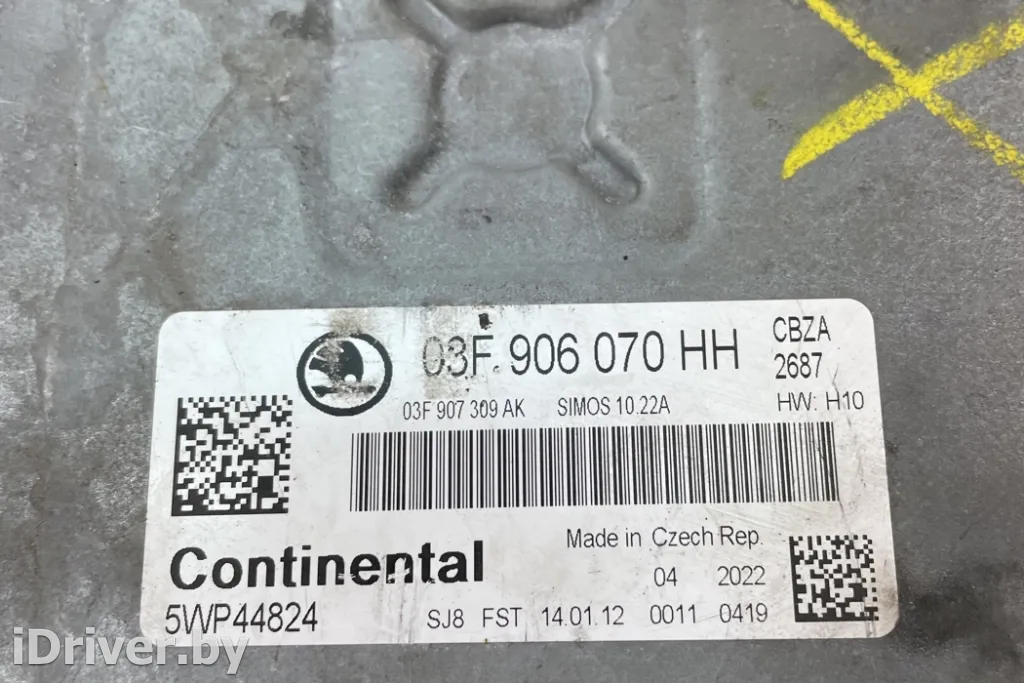 03F 906 070 HH
CBZA
2687
03F 907 309 AK SIMOS 10.22A HW: H10
Made in Czech Rep.
Continental
04 2022
5WP44824
SJ8 FST 14.01.12 0011 0419
iDriver.by